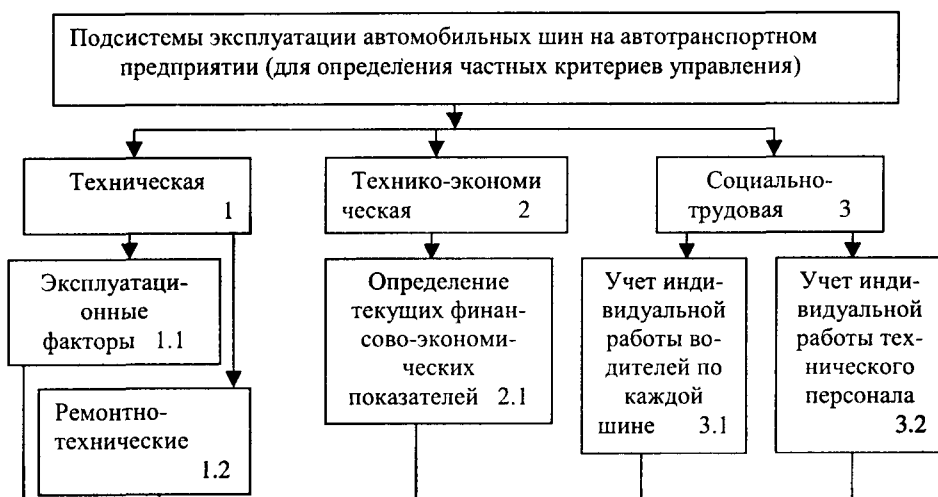 Подсистемы эксплуатации автомобильных шин на автотранспортном
предприятии (для определения частных критериев управления)
Техническая
1
Технико-экономи
ческая 2
Социально-
трудовая 3
Эксплуатаци-
онные
факторы 1.1
Ремонтно-
технические
1.2
Определение
текущих финан-
сово-экономи-
ческих
показателей 2.1
Учет инди-
видуальной
работы во-
дителей по
каждой
шине 3.1
Учет инди-
видуальной
работы тех-
нического
персонала
3.2